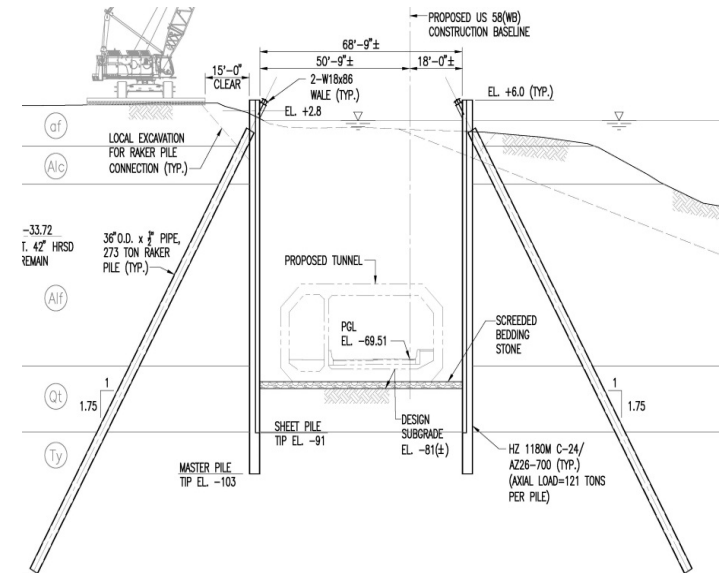 PROPOSED US 58(WB)
CONSTRUCTION BASELINE
68'-9"±
50'-9"±
18'-0"±
15'-0"
CLEAR
2-W18x86
WALE (TYP.)
EL. +2.8
EL. +6.0 (TYP.)
af
LOCAL EXCAVATION
FOR RAKER PILE
CONNECTION (TYP.)
Alc
-33.72
T. 42" HRSD
REMAIN
36"O.D. x ½" PIPE,
273 TON RAKER
PILE (TYP.)
PROPOSED TUNNEL
Alf
PGL
EL. -69.51
SCREEDED
BEDDING
STONE
Qt
1
1.75
1
1.75
SHEET PILE
TIP EL. -91
DESIGN
SUBGRADE
EL. -81(±)
Ty
MASTER PILE
TIP EL. -103
HZ 1180M C-24/
AZ26-700 (TYP.)
(AXIAL LOAD=121 TONS
PER PILE)